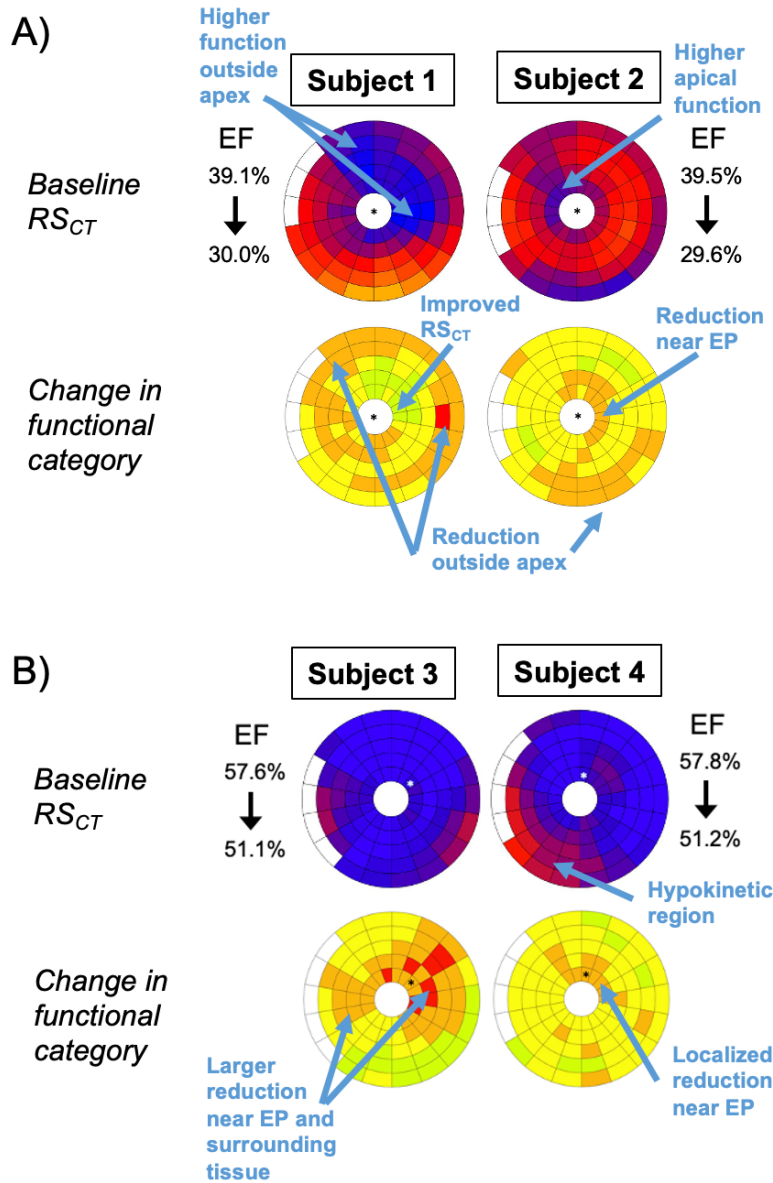 A)
Higher
function
outside
apex
Subject 1
Subject 2
Higher
apical
function
Baseline
RSCT
EF
39.1%
30.0%
*
*
EF
39.5%
29.6%
Improved
RSCT
Reduction
near EP
Change in
functional
category
*
*
Reduction
outside apex
B)
Subject 3
Subject 4
Baseline
RSCT
EF
57.6%
51.1%
*
*
EF
57.8%
51.2%
Hypokinetic
region
Change in
functional
category
*
*
Larger
reduction
near EP and
surrounding
tissue
Localized
reduction
near EP